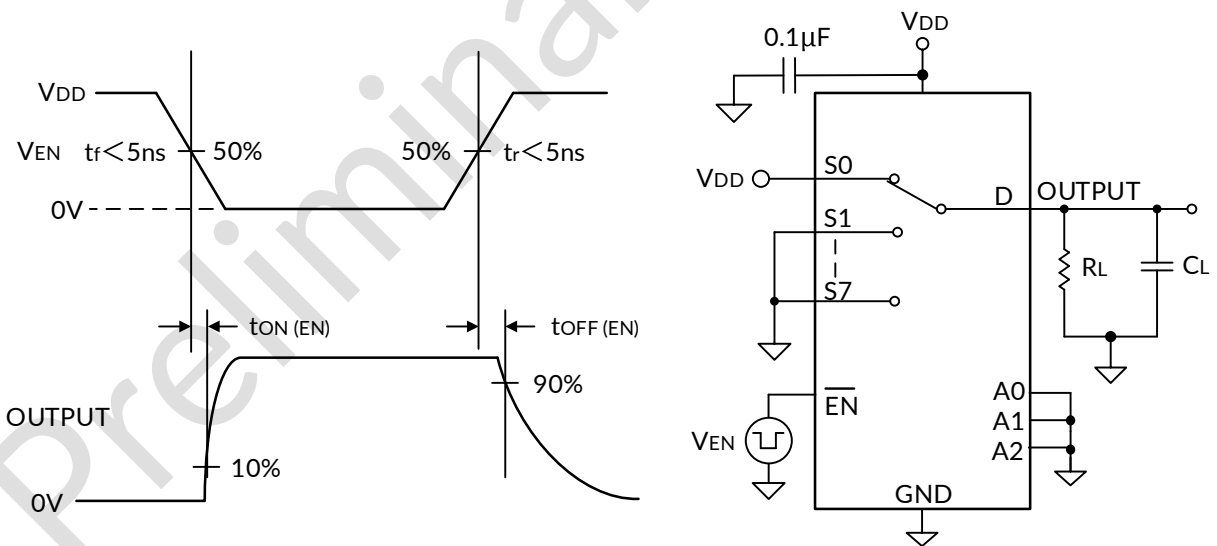 Prelimina
VDD
VEN tf<5ns 50% 50% tr<5ns
0V
tON (EN) tOFF (EN)
90%
OUTPUT
10%
0V
VDD
0.1µF
VDD S0
D OUTPUT
S1
RL CL
S7
EN
VEN
A0
A1
A2
GND